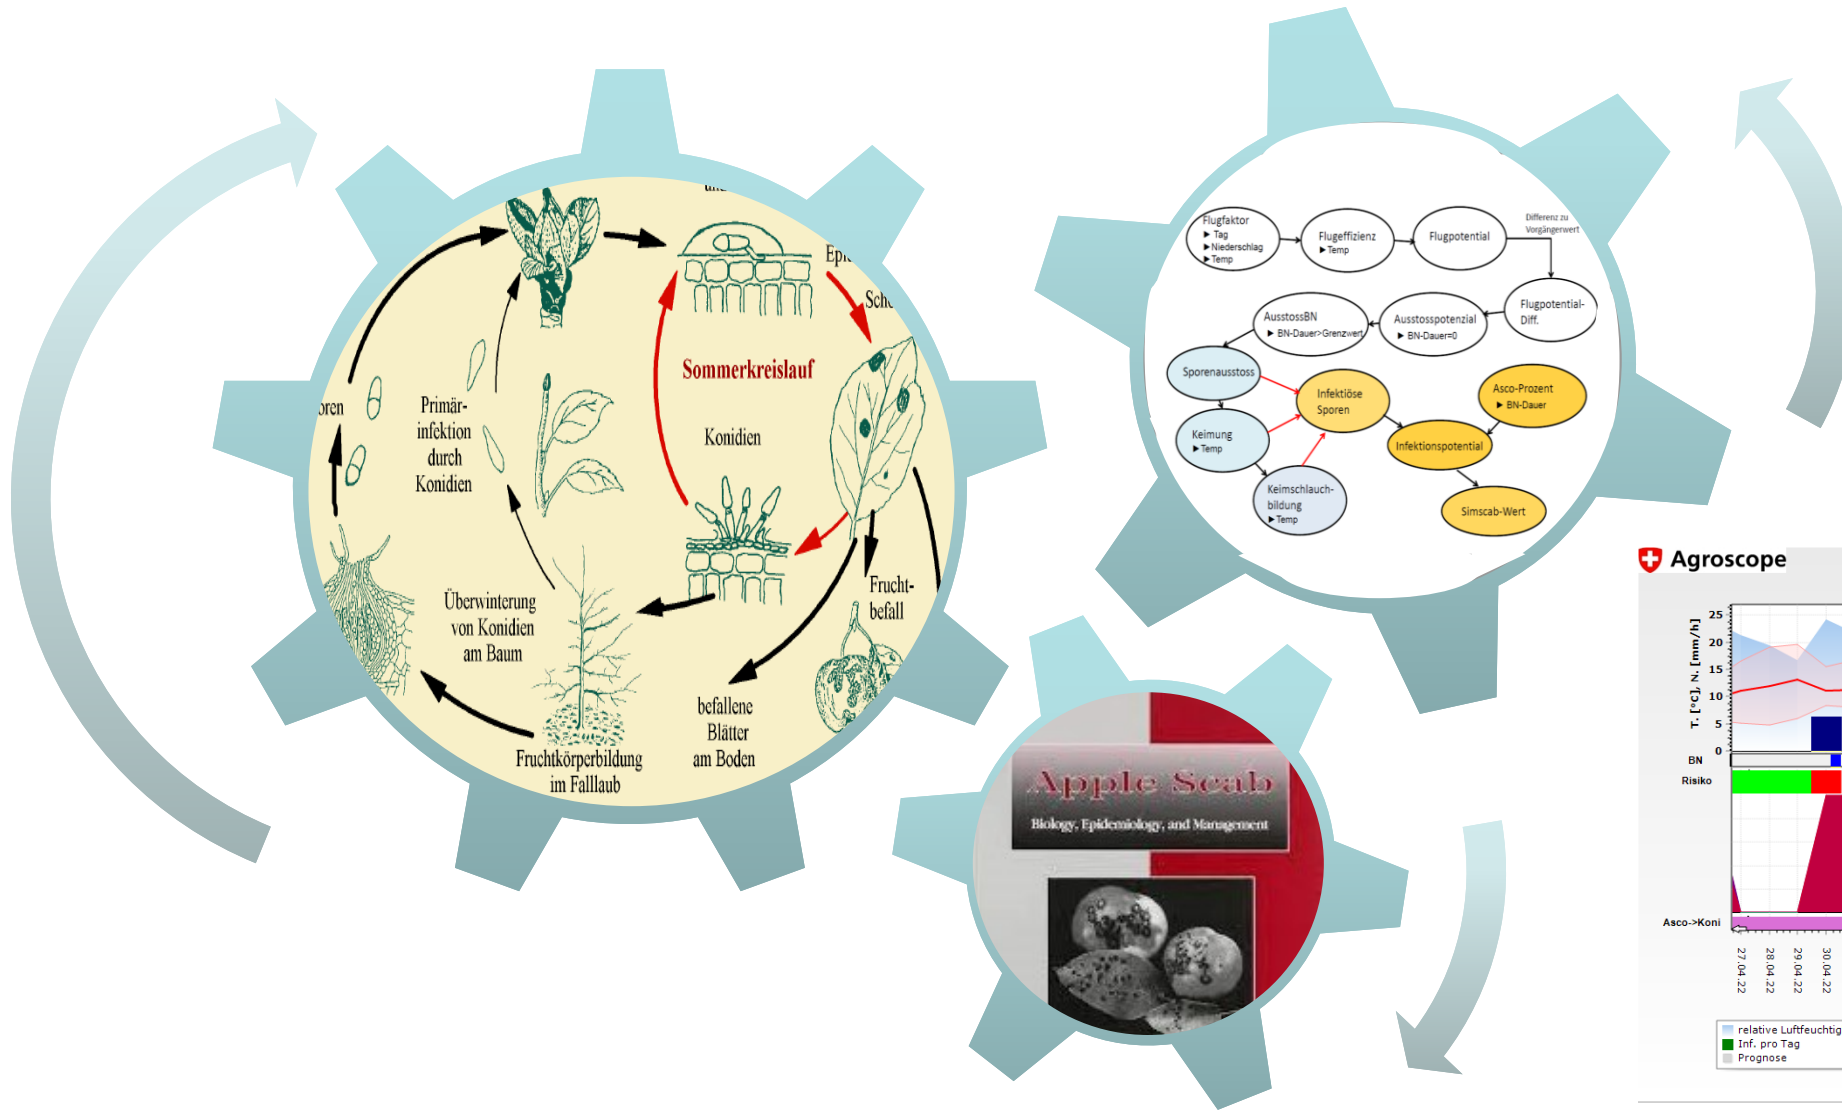 Sommerkreislauf
Konidien
Primär-
infektion
durch
Konidien
Überwinterung
von Konidien
am Baum
Frucht-
befall
befallene
Blätter
am Boden
Fruchtkörperbildung
im Falllaub
Flugfaktor
► Tag
►Niederschlag
►Temp
Flugeffizienz
►Temp
Flugpotential
Differenz zu
Vorgängerwert
Flugpotential-
Diff.
Ausstosspotenzial
► BN-Dauer=0
AusstossBN
► BN-Dauer>Grenzwert
Sporenausstoss
Infektiöse
Sporen
Asco-Prozent
► BN-Dauer
Keimung
►Temp
Infektionspotential
Keimschlauch-
bildung
►Temp
Simscab-Wert
Apple Scab
Biology, Epidemiology, and Management
Agroscope
T. [°C], N. [mm/h]
25
20
15
10
5
0
BN
Risiko
Asco->Koni
27.04.22
28.04.22
29.04.22
30.04.22
relative Luftfeuchtig
Inf. pro Tag
Prognose